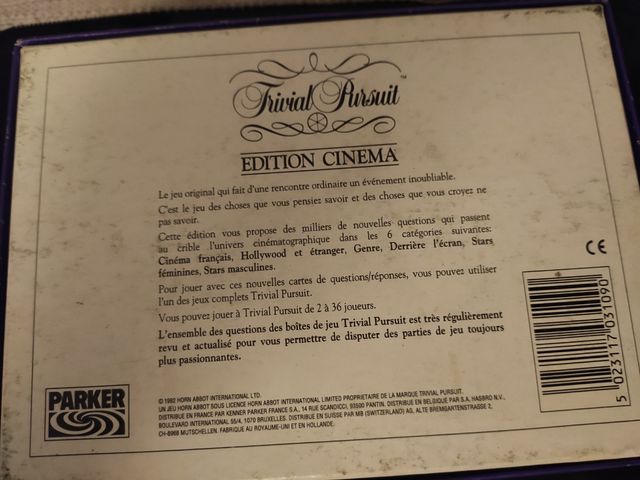 Trivial Pursuit™
EDITION CINEMA
Le jeu original qui fait d'une rencontre ordinaire un événement inoubliable.
C'est le jeu des choses que vous pensiez savoir et des choses que vous croyez ne
pas savoir.
Cette édition vous propose des milliers de nouvelles questions qui passent
au crible l'univers cinématographique dans les 6 catégories suivantes:
Cinéma français, Hollywood et étranger, Genre, Derrière l'écran, Stars
féminines, Stars masculines.
Pour jouer avec ces nouvelles cartes de questions/réponses, vous pouvez utiliser
l'un des jeux complets Trivial Pursuit.
Vous pouvez jouer à Trivial Pursuit de 2 à 36 joueurs.
L'ensemble des questions des boîtes de jeu Trivial Pursuit est très régulièrement
revu et actualisé pour vous permettre de disputer des parties de jeu toujours
plus passionnantes.
CE
5 023117 031090
PARKER
© 1992 HORN ABBOT INTERNATIONAL LTD.
UN JEU HORN ABBOT SOUS LICENCE HORN ABBOT INTERNATIONAL LIMITED PROPRIETAIRE DE LA MARQUE TRIVIAL PURSUIT.
DISTRIBUE EN FRANCE PAR KENNER PARKER FRANCE S.A., 14 RUE SCANDICCI, 93500 PANTIN. DISTRIBUE EN BELGIQUE PAR S.A. HASBRO N.V.,
BOULEVARD INTERNATIONAL 55/4, 1070 BRUXELLES. DISTRIBUE EN SUISSE PAR MB (SWITZERLAND) AG, ALTE BREMGARTENSTRASSE 2,
CH-8968 MUTSCHELLEN. FABRIQUE AU ROYAUME-UNI ET EN HOLLANDE.